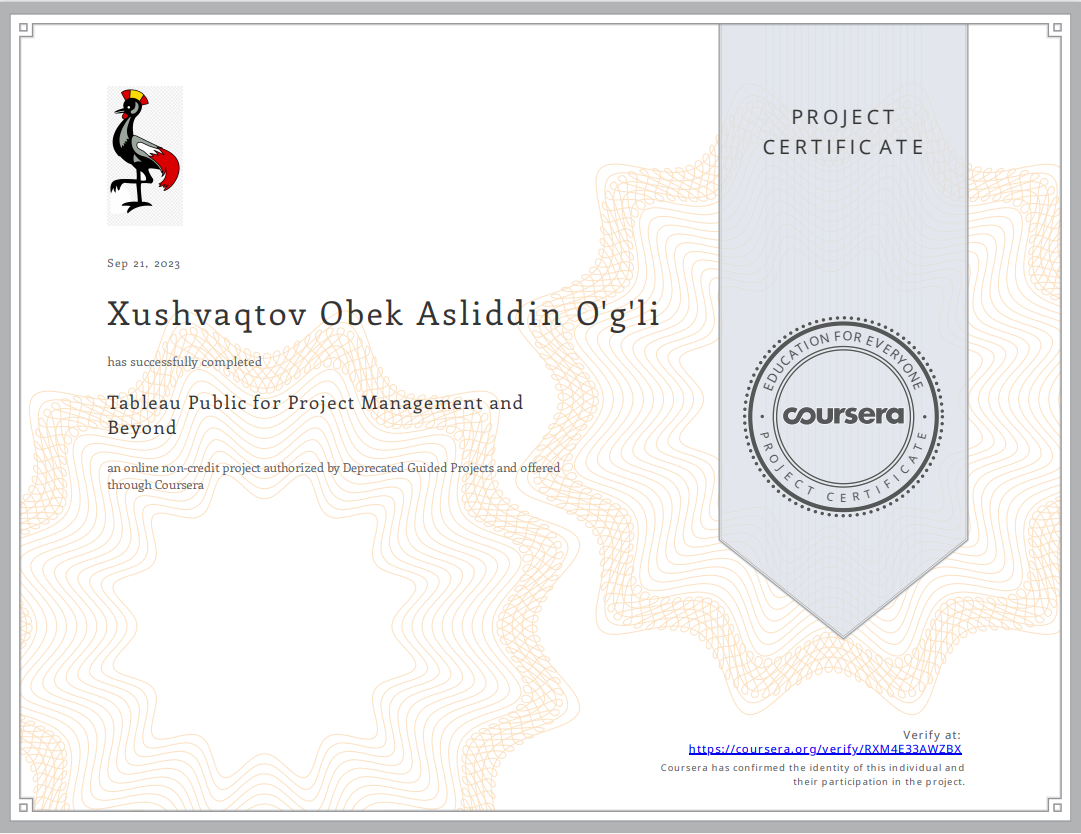 PROJECT
CERTIFICATE
Sep 21, 2023
Xushvaqtov Obek Asliddin O'g'li
has successfully completed
Tableau Public for Project Management and
Beyond
an online non-credit project authorized by Deprecated Guided Projects and offered
through Coursera
EDUCATION FOR EVERYONE
coursera
PROJECT CERTIFICATE
Verify at:
https://coursera.org/verify/RXM4E33AWZBX
Coursera has confirmed the identity of this individual and
their participation in the project.